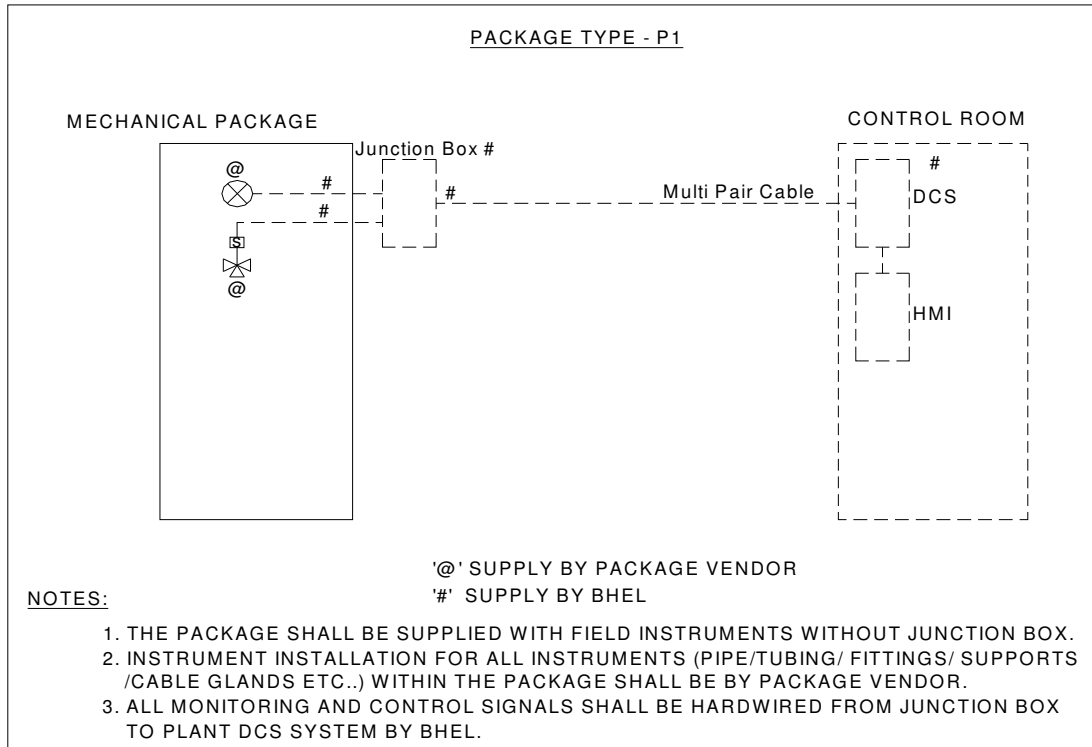 PACKAGE TYPE - P1
MECHANICAL PACKAGE
CONTROL ROOM
Junction Box #
@
#
#
#
Multi Pair Cable
#
DCS
S
@
HMI
'@' SUPPLY BY PACKAGE VENDOR
'#' SUPPLY BY BHEL
NOTES:
1. THE PACKAGE SHALL BE SUPPLIED WITH FIELD INSTRUMENTS WITHOUT JUNCTION BOX.
2. INSTRUMENT INSTALLATION FOR ALL INSTRUMENTS (PIPE/TUBING/ FITTINGS/ SUPPORTS
/CABLE GLANDS ETC..) WITHIN THE PACKAGE SHALL BE BY PACKAGE VENDOR.
3. ALL MONITORING AND CONTROL SIGNALS SHALL BE HARDWIRED FROM JUNCTION BOX
TO PLANT DCS SYSTEM BY BHEL.